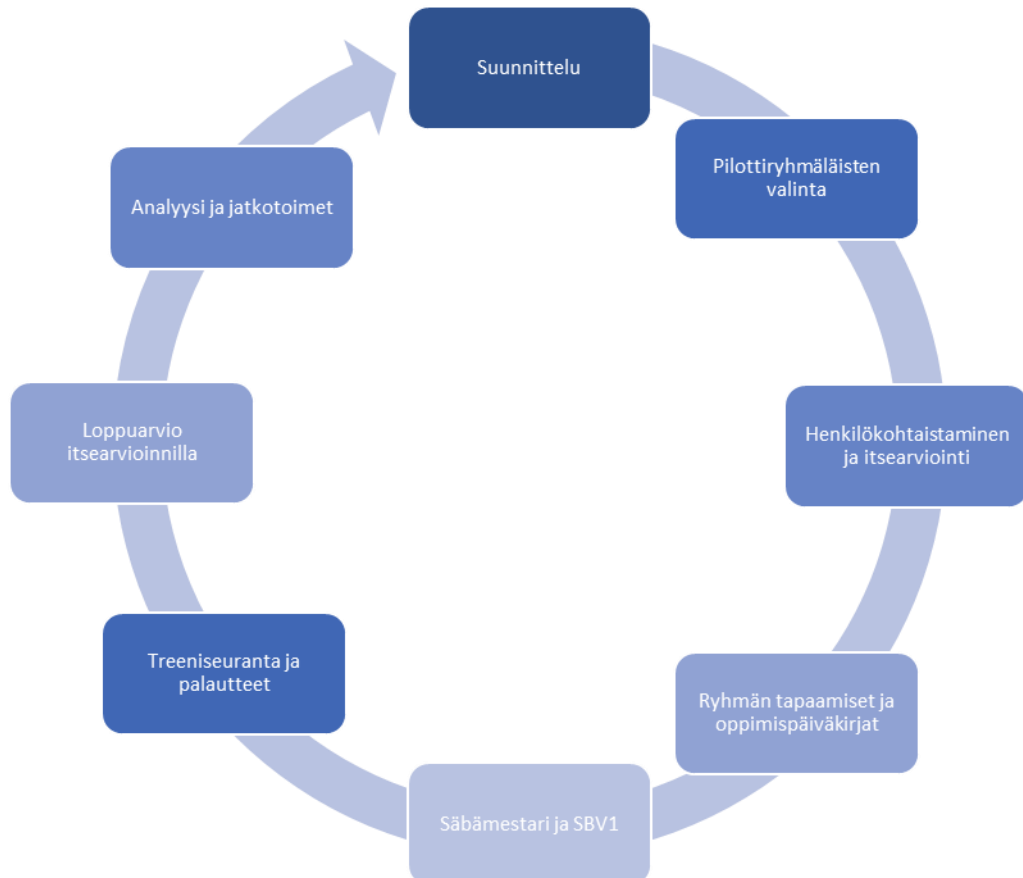 Suunnittelu
Pilottiryhmäläisten
valinta
Henkilökohtaistaminen
ja itsearviointi
Ryhmän tapaamiset ja
oppimispäiväkirjat
Säbämestari ja SBV1
Treeniseuranta ja
palautteet
Loppuarvio
itsearvioinnilla
Analyysi ja jatkotoimet